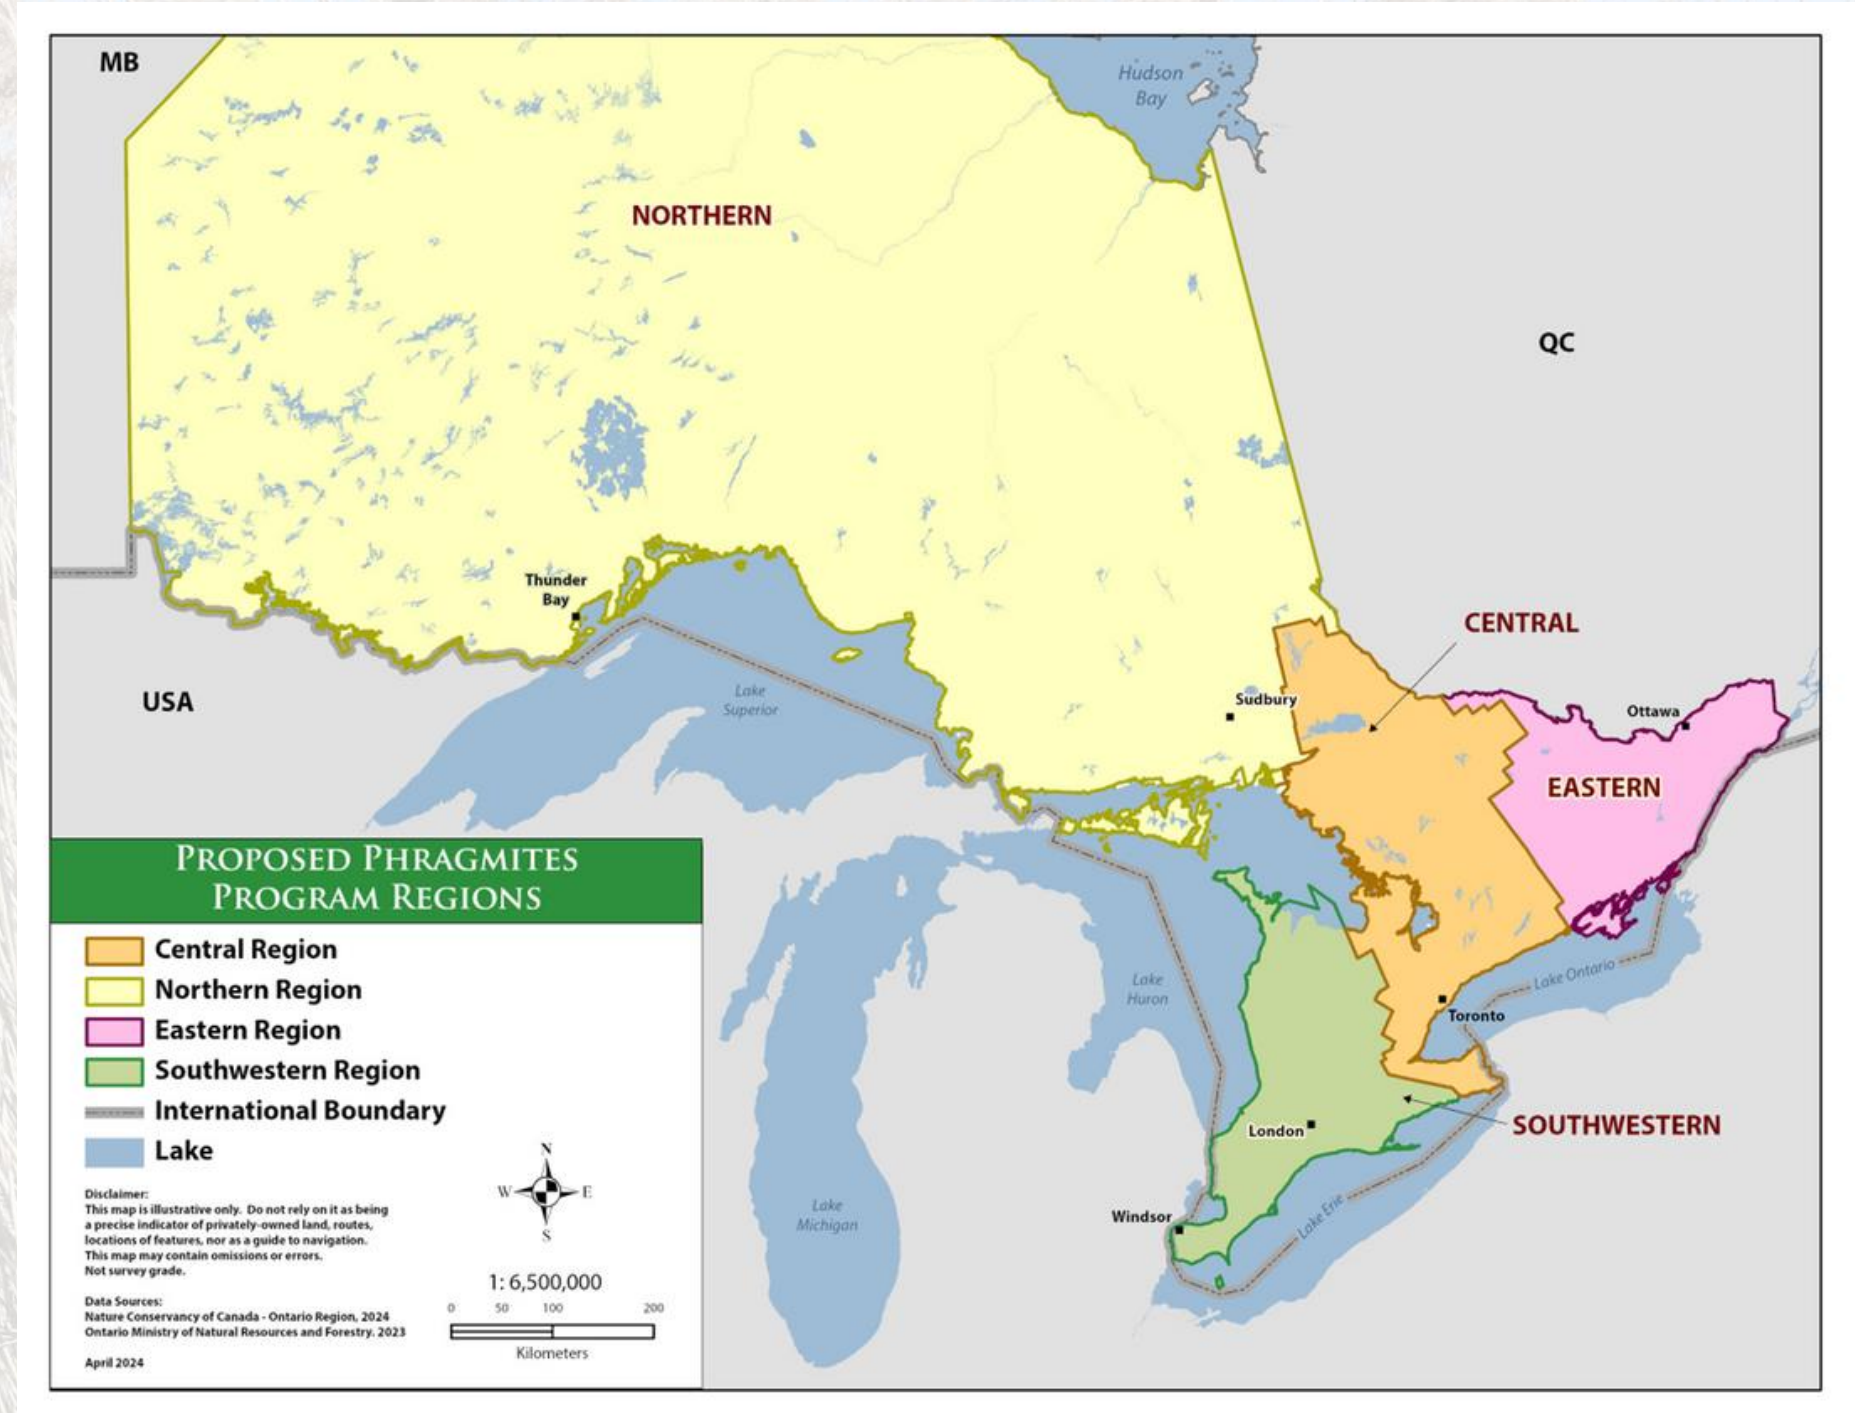 MB
Hudson
Bay
NORTHERN
QC
Thunder
Bay
CENTRAL
USA
Lake
Superior
Sudbury
Ottawa
EASTERN
PROPOSED PHRAGMITES
PROGRAM REGIONS
Central Region
Northern Region
Eastern Region
Southwestern Region
International Boundary
Lake
Lake
Huron
Lake Ontario
Toronto
London
SOUTHWESTERN
Windsor
Lake
Michigan
Lake Erie
Disclaimer:
This map is illustrative only. Do not rely on it as being
a precise indicator of privately-owned land, routes,
locations of features, nor as a guide to navigation.
This map may contain omissions or errors.
Not survey grade.
N
W E
S
1: 6,500,000
0 50 100 200
Kilometers
Data Sources:
Nature Conservancy of Canada - Ontario Region, 2024
Ontario Ministry of Natural Resources and Forestry. 2023
April 2024